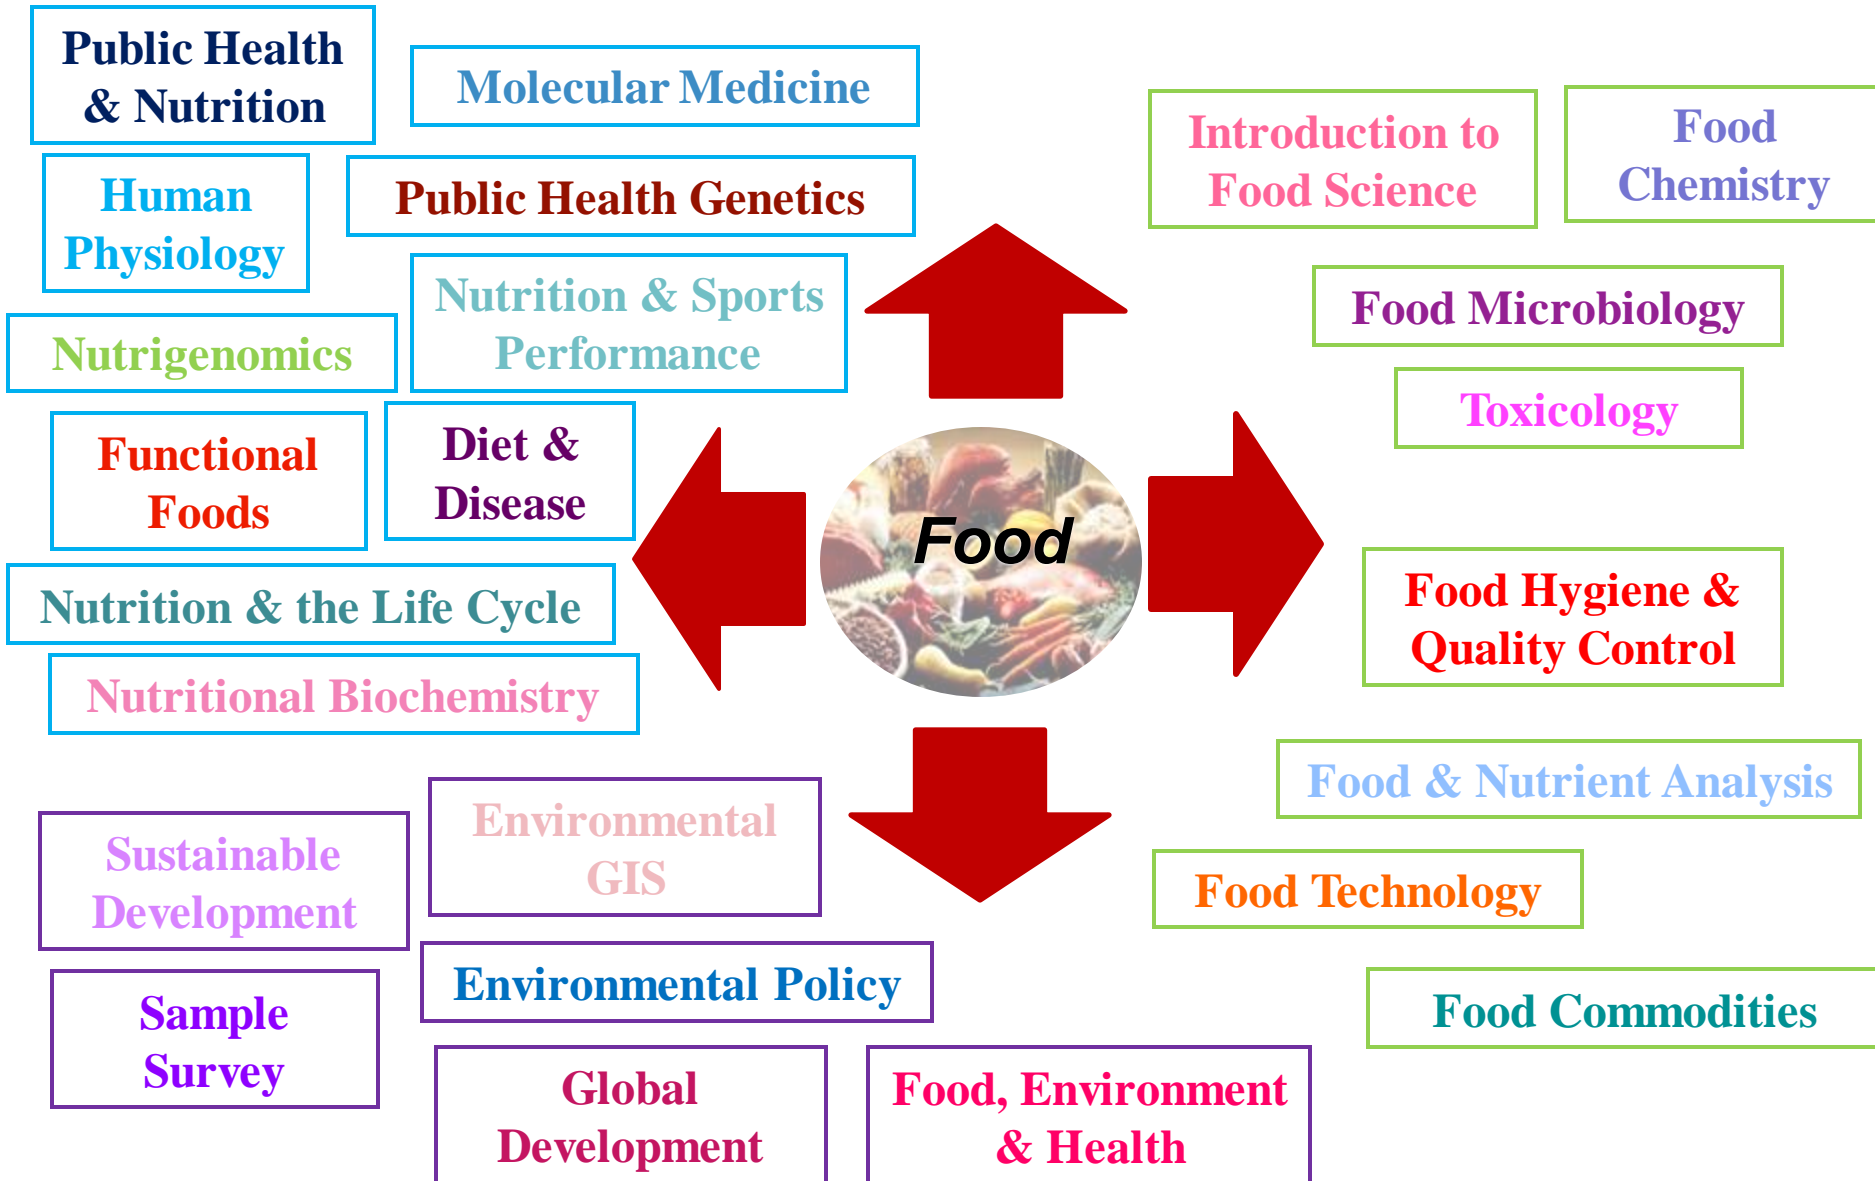 Public Health
& Nutrition
Molecular Medicine
Human
Physiology
Public Health Genetics
Nutrigenomics
Nutrition & Sports
Performance
Functional
Foods
Diet &
Disease
Nutrition & the Life Cycle
Nutritional Biochemistry
Introduction to
Food Science
Food
Chemistry
Food Microbiology
Toxicology
Food
Food Hygiene &
Quality Control
Food & Nutrient Analysis
Food Technology
Food Commodities
Sustainable
Development
Environmental
GIS
Environmental Policy
Sample
Survey
Global
Development
Food, Environment
& Health